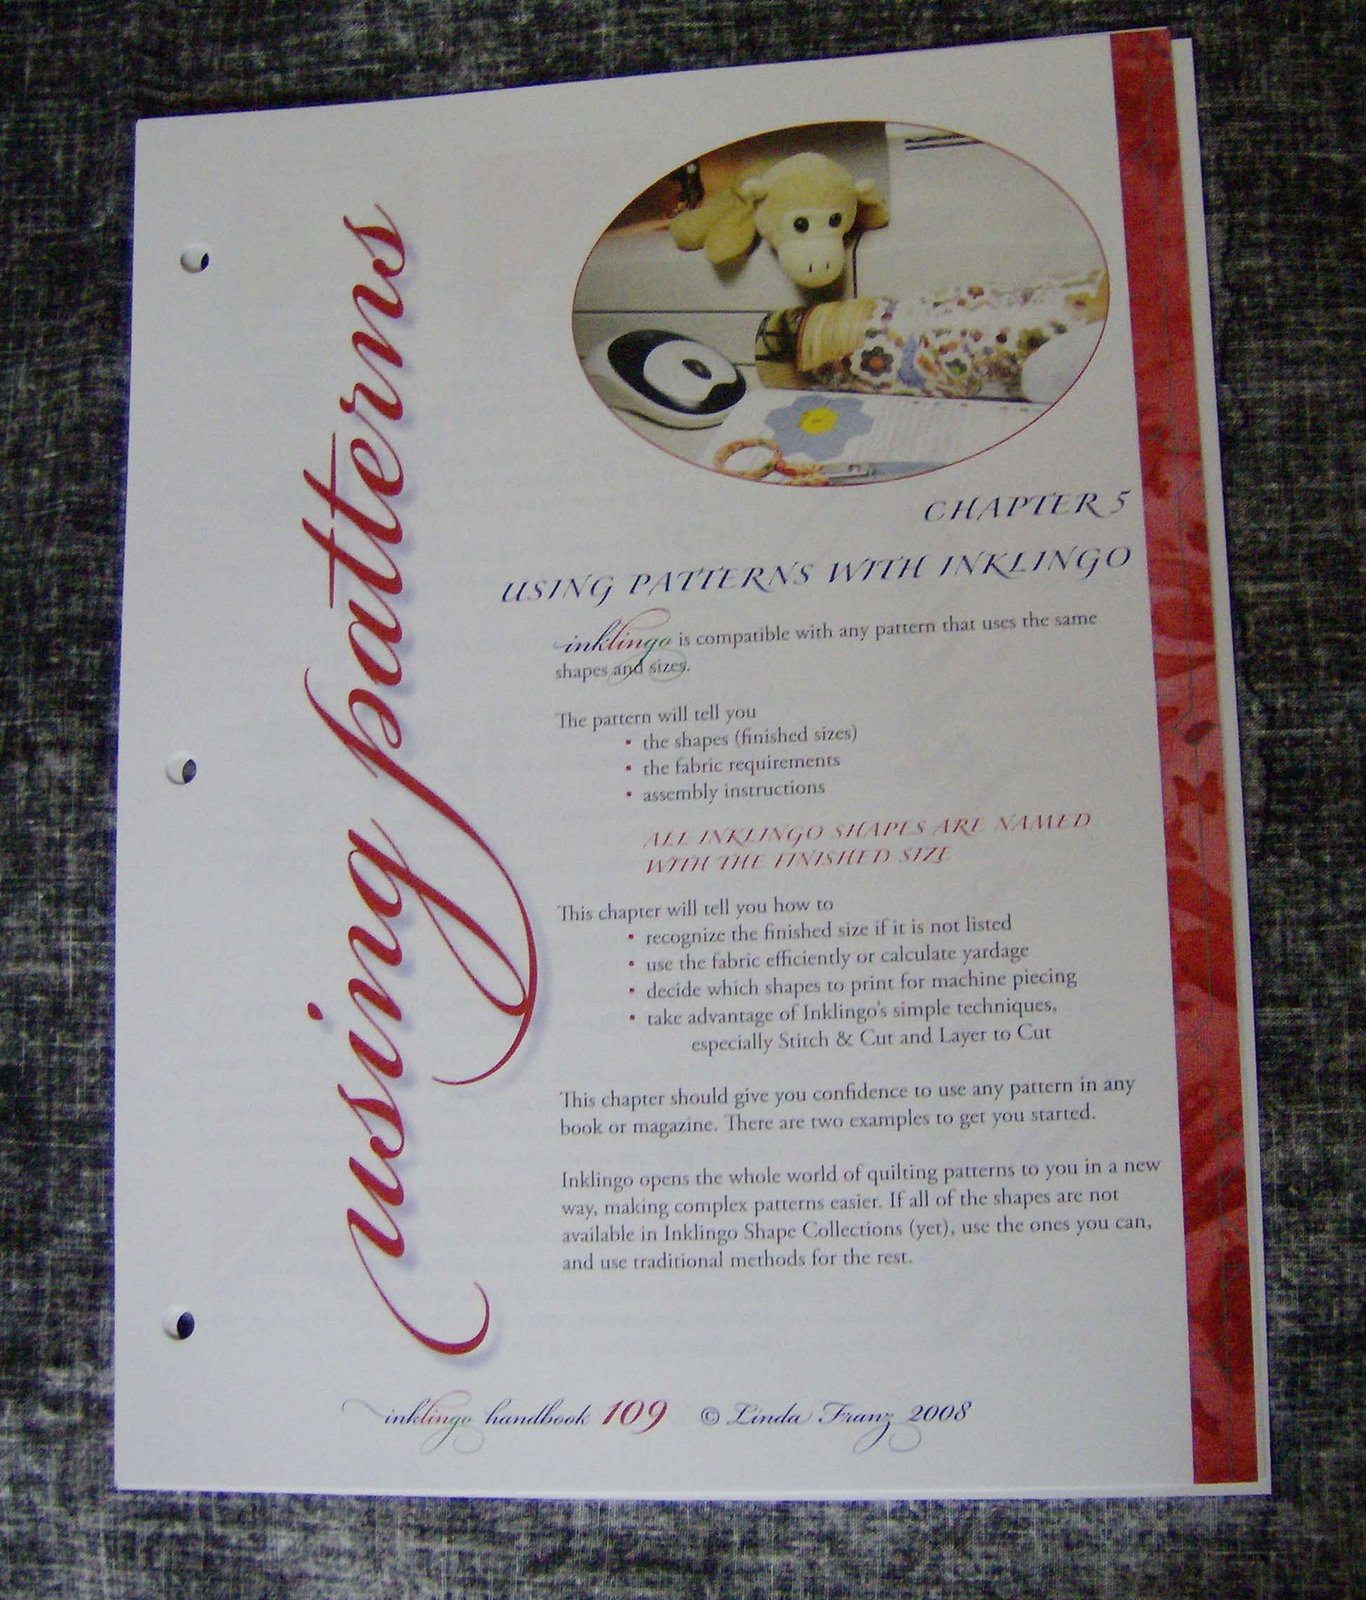 using patterns
CHAPTER 5
USING PATTERNS WITH INKLINGO
inklingo is compatible with any pattern that uses the same
shapes and sizes.
The pattern will tell you
• the shapes (finished sizes)
• the fabric requirements
• assembly instructions
ALL INKLINGO SHAPES ARE NAMED
WITH THE FINISHED SIZE
This chapter will tell you how to
• recognize the finished size if it is not listed
• use the fabric efficiently or calculate yardage
• decide which shapes to print for machine piecing
• take advantage of Inklingo's simple techniques,
especially Stitch & Cut and Layer to Cut
This chapter should give you confidence to use any pattern in any
book or magazine. There are two examples to get you started.
Inklingo opens the whole world of quilting patterns to you in a new
way, making complex patterns easier. If all of the shapes are not
available in Inklingo Shape Collections (yet), use the ones you can,
and use traditional methods for the rest.
inklingo handbook 109 © Linda Franz 2008